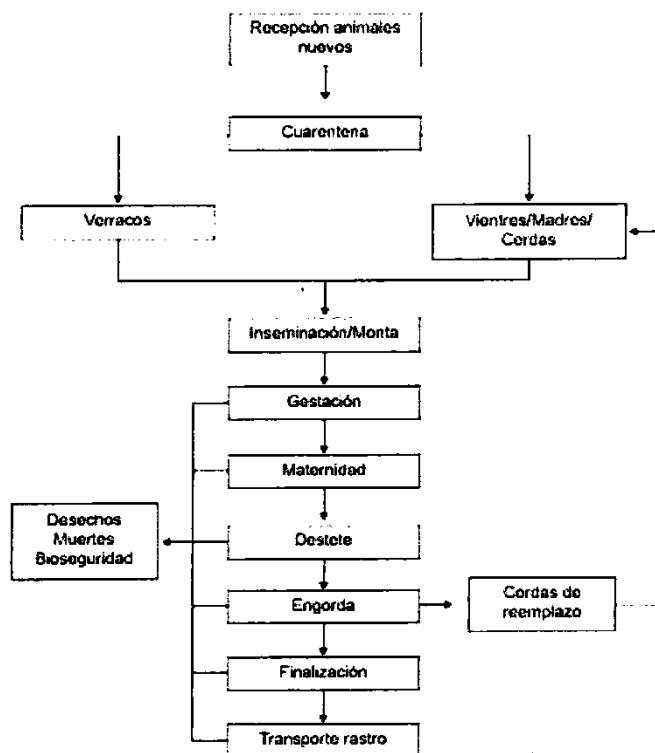 Recepción animales
nuevos
Cuarentena
Verracos
Vientres/Madres/
Cerdas
Inseminación/Monta
Gestación
Maternidad
Desechos
Muertes
Bioseguridad
Destete
Engorda
Cerdas de
reemplazo
Finalización
Transporte rastro